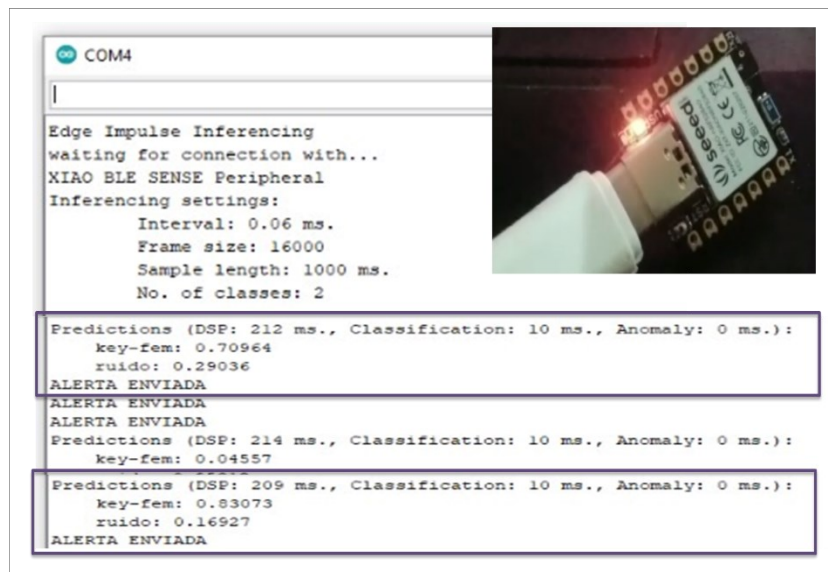 COM4
Edge Impulse Inferencing
waiting for connection with...
XIAO BLE SENSE Peripheral
Inferencing settings:
Interval: 0.06 ms.
Frame size: 16000
Sample length: 1000 ms.
No. of classes: 2
Predictions (DSP: 212 ms., Classification: 10 ms., Anomaly: 0 ms.):
key-fem: 0.70964
ruido: 0.29036
ALERTA ENVIADA
ALERTA ENVIADA
ALERTA ENVIADA
Predictions (DSP: 214 ms., Classification: 10 ms., Anomaly: 0 ms.):
key-fem: 0.04557
Predictions (DSP: 209 ms., Classification: 10 ms., Anomaly: 0 ms.):
key-fem: 0.83073
ruido: 0.16927
ALERTA ENVIADA
seeed